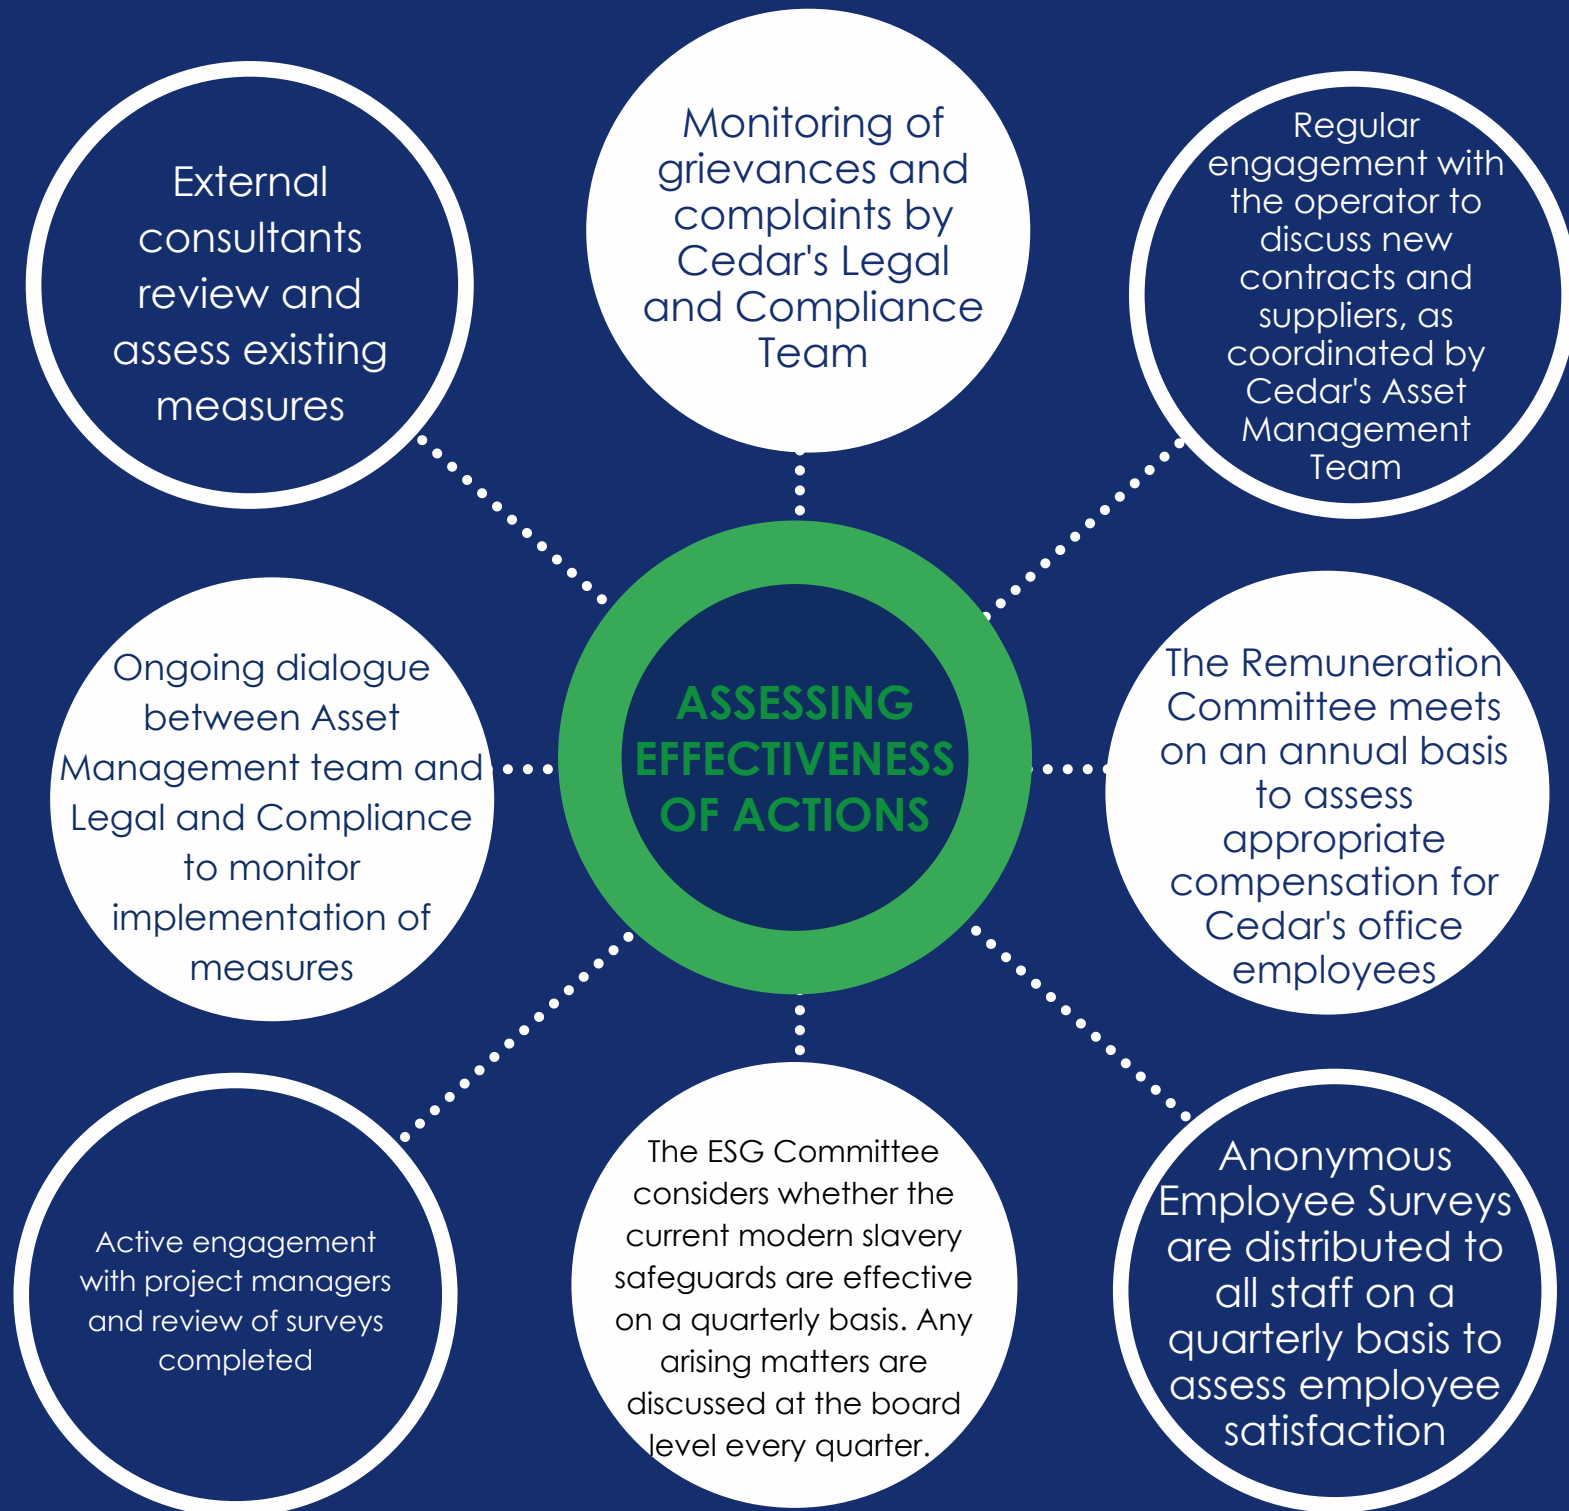 External
consultants
review and
assess existing
measures
Monitoring of
grievances and
complaints by
Cedar's Legal
and Compliance
Team
Regular
engagement with
the operator to
discuss new
contracts and
suppliers, as
coordinated by
Cedar's Asset
Management
Team
Ongoing dialogue
between Asset
Management team and
Legal and Compliance
to monitor
implementation of
measures
ASSESSING
EFFECTIVENESS
OF ACTIONS
The Remuneration
Committee meets
on an annual basis
to assess
appropriate
compensation for
Cedar's office
employees
Active engagement
with project managers
and review of surveys
completed
The ESG Committee
considers whether the
current modern slavery
safeguards are effective
on a quarterly basis. Any
arising matters are
discussed at the board
level every quarter.
Anonymous
Employee Surveys
are distributed to
all staff on a
quarterly basis to
assess employee
satisfaction